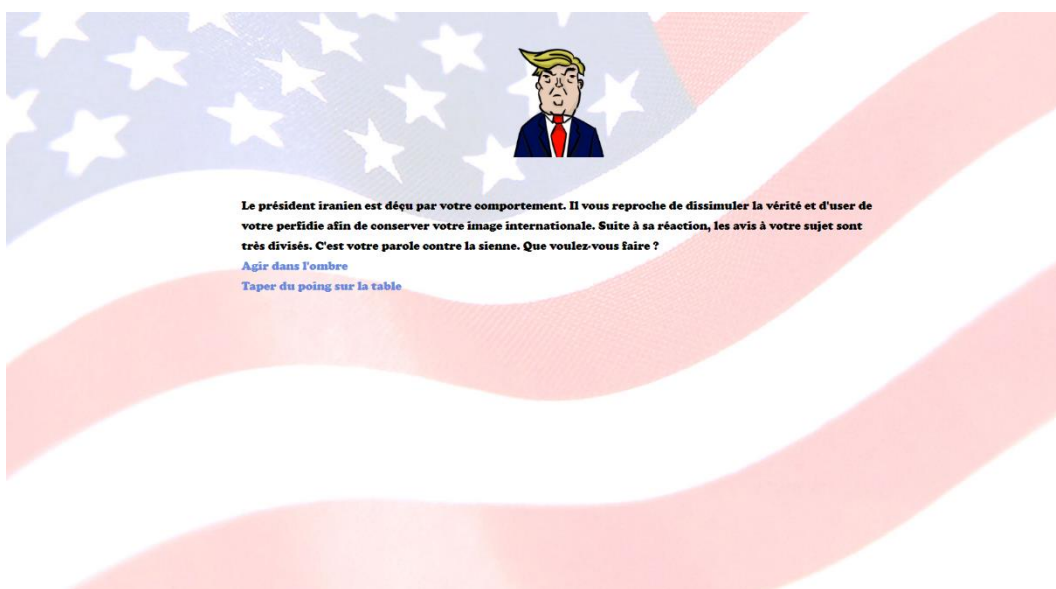 Le président iranien est déçu par votre comportement. Il vous reproche de dissimuler la vérité et d'user de
votre perfidie afin de conserver votre image internationale. Suite à sa réaction, les avis à votre sujet sont
très divisés. C'est votre parole contre la sienne. Que voulez-vous faire ?
Agir dans l'ombre
Taper du poing sur la table